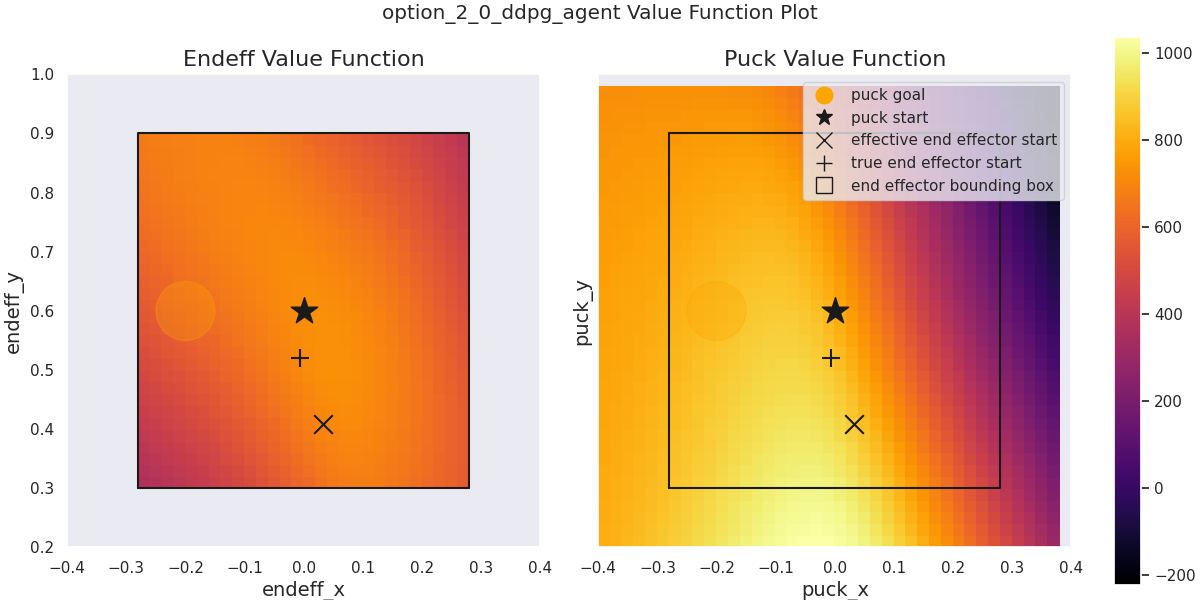 option_2_0_ddpg_agent Value Function Plot
Endeff Value Function
1.0
0.9
0.8
0.7
0.6
0.5
0.4
0.3
0.2
endeff_y
−0.4 −0.3 −0.2 −0.1 0.0 0.1 0.2 0.3 0.4
endeff_x
Puck Value Function
puck goal
puck start
effective end effector start
true end effector start
end effector bounding box
puck_y
−0.4 −0.3 −0.2 −0.1 0.0 0.1 0.2 0.3 0.4
puck_x
1000
800
600
400
200
0
−200